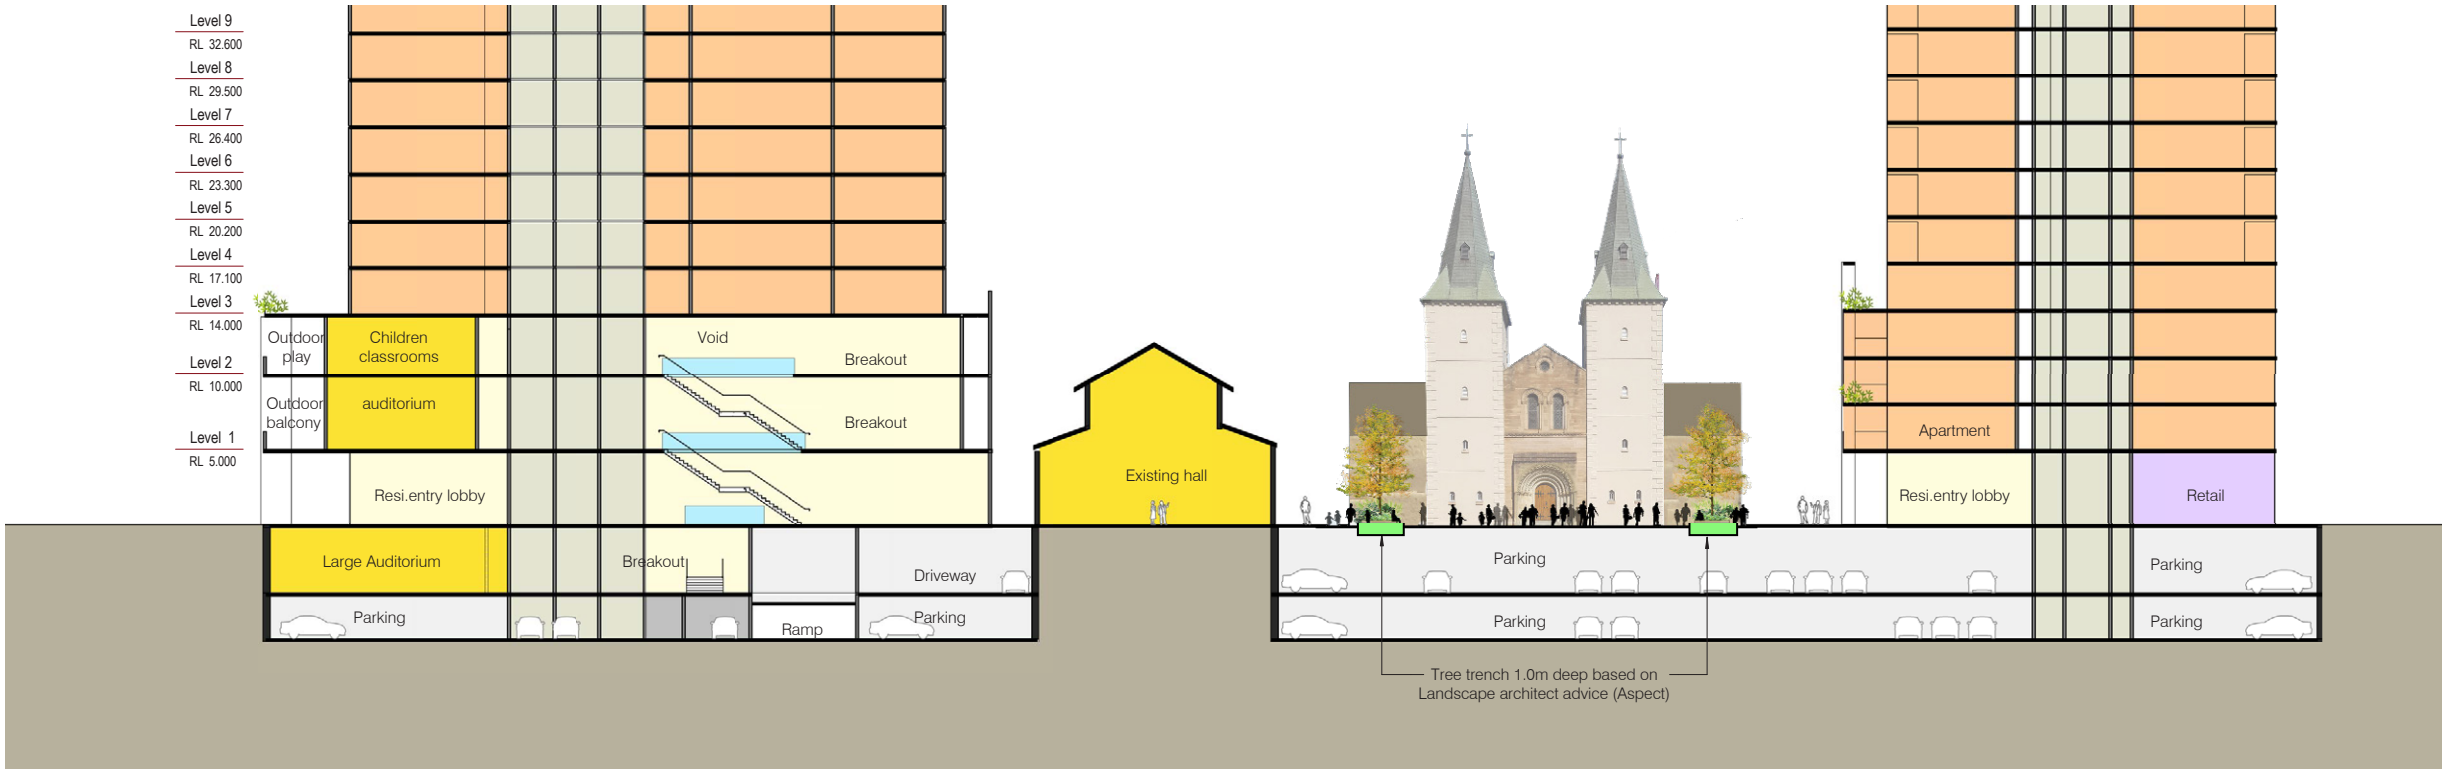 Level 9
RL 32.600
Level 8
RL 29.500
Level 7
RL 26.400
Level 6
RL 23.300
Level 5
RL 20.200
Level 4
RL 17.100
Level 3
RL 14.000
Level 2
RL 10.000
Level 1
RL 5.000
Outdoor
play
Children
classrooms
Void
Breakout
Outdoor
balcony
auditorium
Breakout
Resi.entry lobby
Large Auditorium
Breakout
Driveway
Parking
Ramp
Parking
Existing hall
Apartment
Resi.entry lobby
Retail
Parking
Parking
Parking
Parking
Tree trench 1.0m deep based on
Landscape architect advice (Aspect)